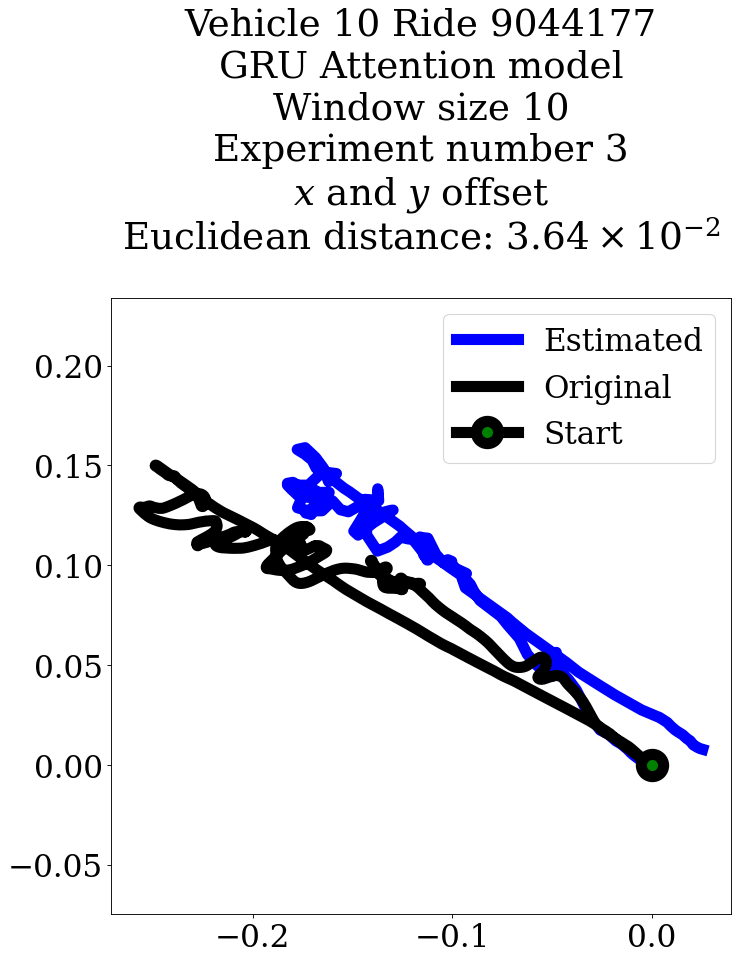 Vehicle 10 Ride 9044177
GRU Attention model
Window size 10
Experiment number 3
x and y offset
Euclidean distance: 3.64 × 10⁻²
Estimated
Original
Start
0.20
0.15
0.10
0.05
0.00
−0.05
−0.2
−0.1
0.0